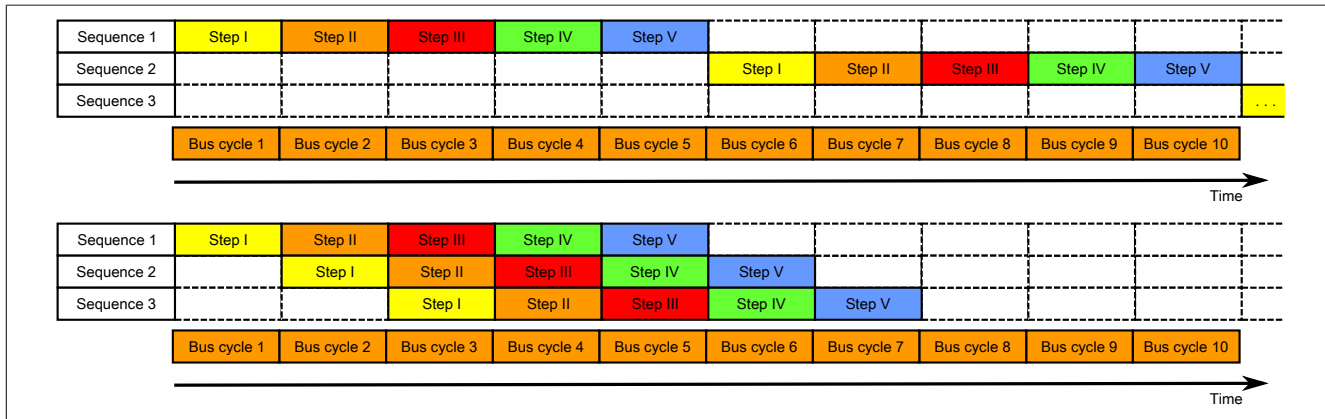 Sequence 1 Step I Step II Step III Step IV Step V
Sequence 2 Step I Step II Step III Step IV Step V
Sequence 3 . . .
Bus cycle 1 Bus cycle 2 Bus cycle 3 Bus cycle 4 Bus cycle 5 Bus cycle 6 Bus cycle 7 Bus cycle 8 Bus cycle 9 Bus cycle 10
Time
Sequence 1 Step I Step II Step III Step IV Step V
Sequence 2 Step I Step II Step III Step IV Step V
Sequence 3 Step I Step II Step III Step IV Step V
Bus cycle 1 Bus cycle 2 Bus cycle 3 Bus cycle 4 Bus cycle 5 Bus cycle 6 Bus cycle 7 Bus cycle 8 Bus cycle 9 Bus cycle 10
Time